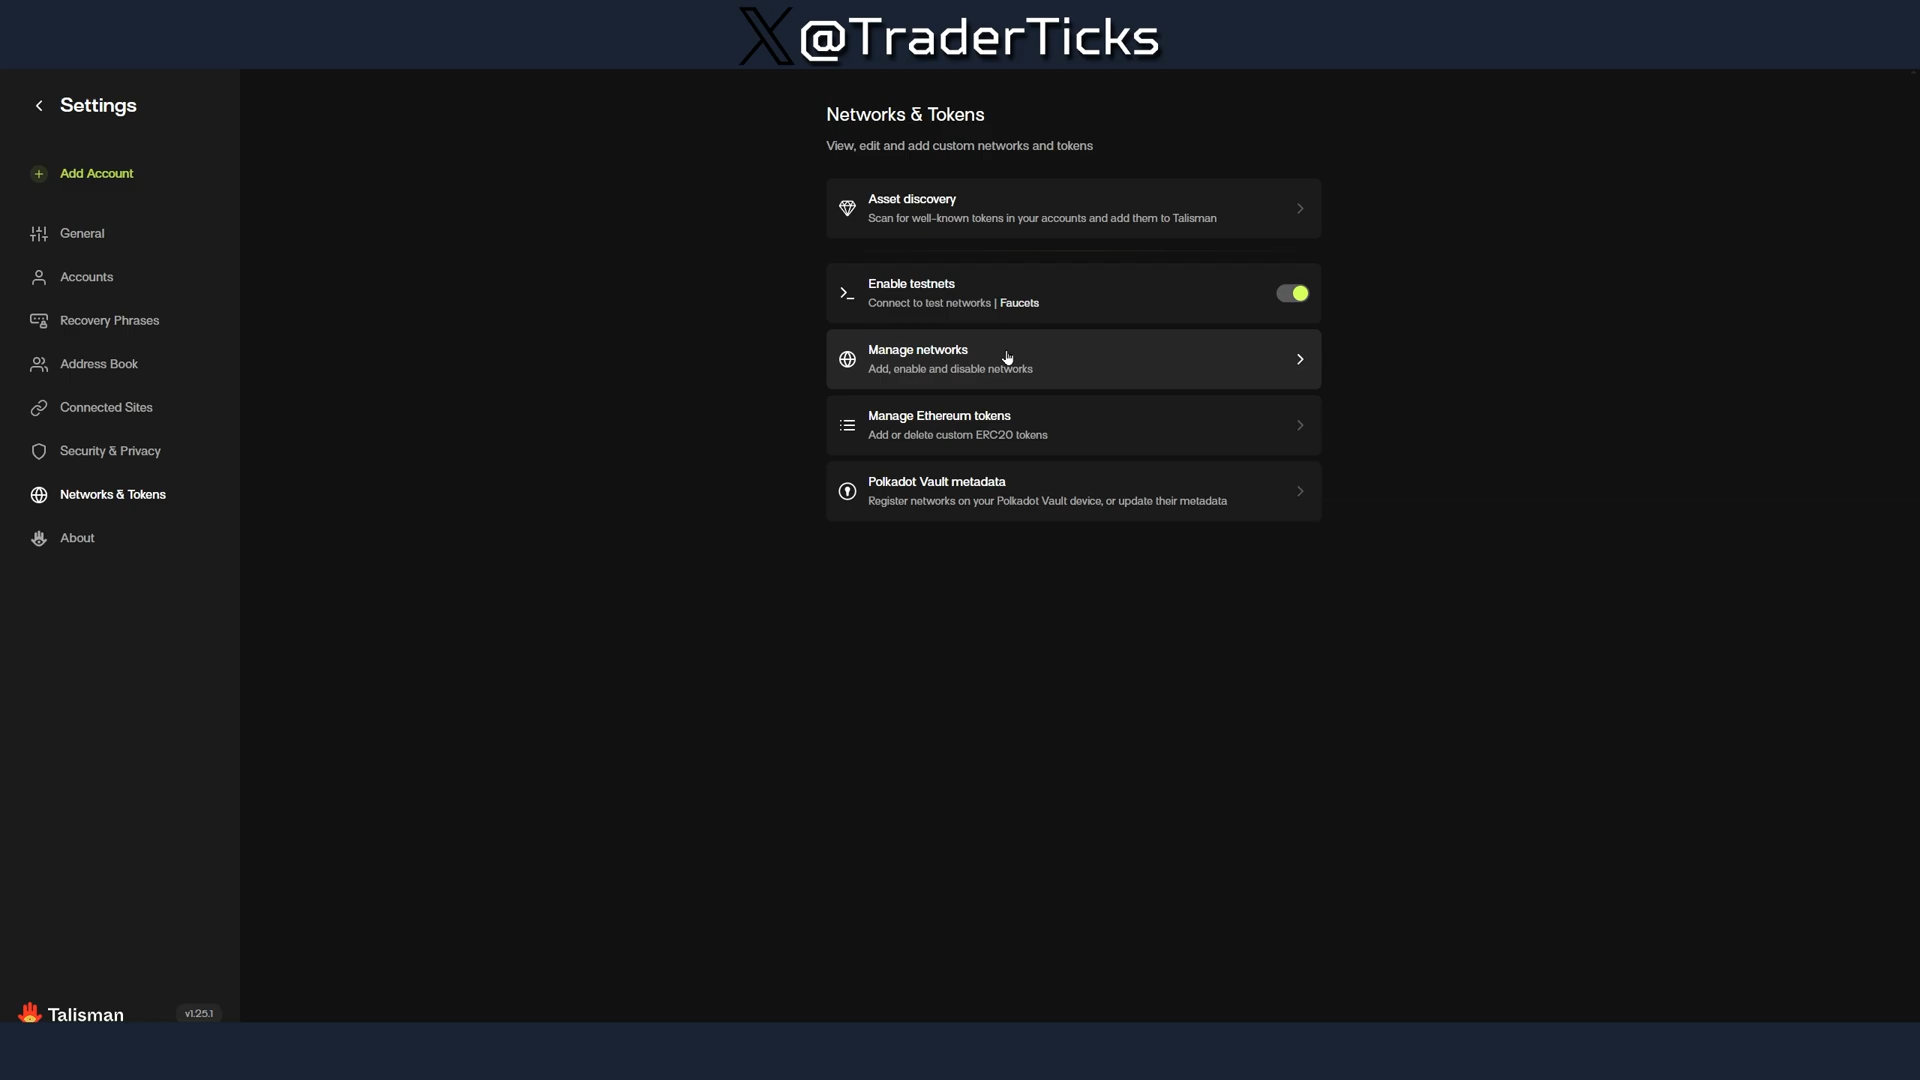 @TraderTicks
Settings
Add Account
General
Accounts
Recovery Phrases
Address Book
Connected Sites
Security & Privacy
Networks & Tokens
About
Talisman
v1.25.1
Networks & Tokens
View, edit and add custom networks and tokens
Asset discovery
Scan for well-known tokens in your accounts and add them to Talisman
Enable testnets
Connect to test networks | Faucets
Manage networks
Add, enable and disable networks
Manage Ethereum tokens
Add or delete custom ERC20 tokens
Polkadot Vault metadata
Register networks on your Polkadot Vault device, or update their metadata